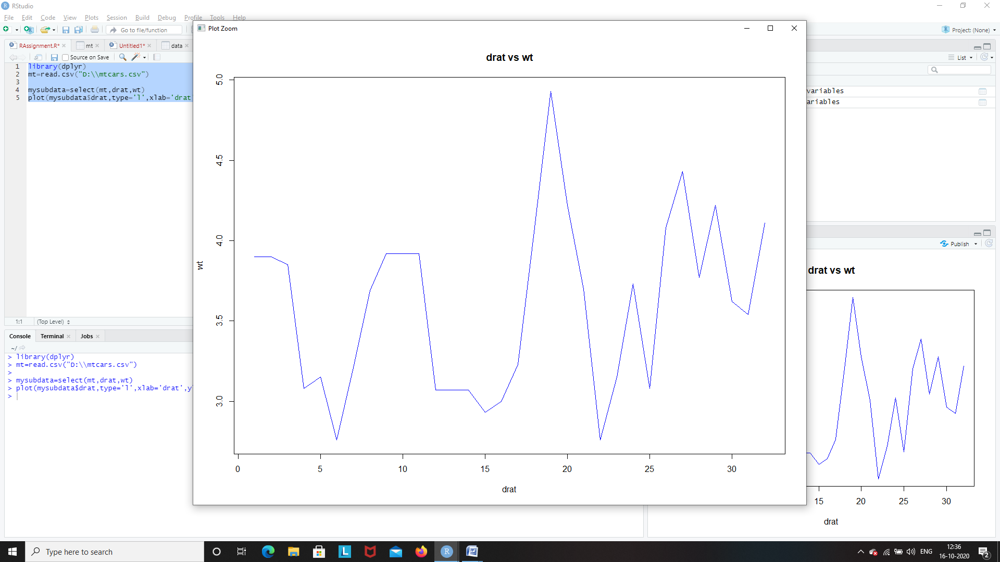 RStudio
File Edit Code View Plots Session Build Debug Profile Tools Help
Go to file/function
Project: (None)
RAssignment.R* mt Untitled1* data
Source on Save
1 library(dplyr)
2 mt=read.csv("D:\\mtcars.csv")
3
4 mysubdata=select(mt,drat,wt)
5 plot(mysubdata$drat,type='l',xlab='drat'
1:1 (Top Level)
Console Terminal Jobs
~/
> library(dplyr)
> mt=read.csv("D:\\mtcars.csv")
>
> mysubdata=select(mt,drat,wt)
> plot(mysubdata$drat,type='l',xlab='drat',y
>
Plot Zoom
drat vs wt
5.0
4.5
4.0
3.5
3.0
wt
0 5 10 15 20 25 30
drat
List
variables
ariables
Publish
drat vs wt
15 20 25 30
drat
Type here to search
L
R
ENG
12:36
16-10-2020
2